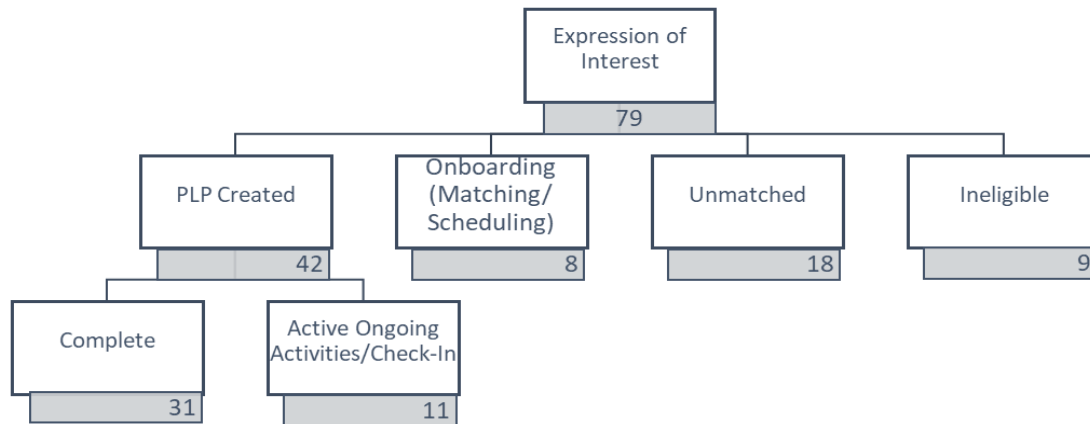 Expression of
Interest
79
PLP Created
42
Onboarding
(Matching/
Scheduling)
8
Unmatched
18
Ineligible
9
Complete
31
Active Ongoing
Activities/Check-In
11